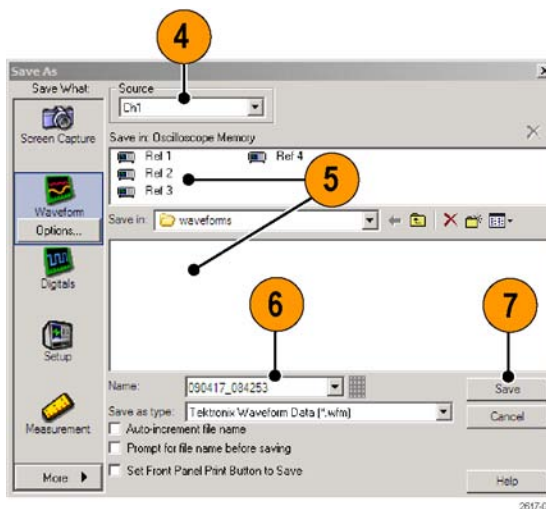 4
Save As
Save What:
Source
Ch1
Screen Capture
Save in: Oscilloscope Memory
Ref 1
Ref 4
Ref 2
Ref 3
5
Waveform
Options...
Save in:
waveforms
Digitals
6
7
Setup
Name:
090417_084253
Save
Save as type:
Tektronix Waveform Data (*.wfm)
Cancel
Measurement
Auto-increment file name
Prompt for file name before saving
Set Front Panel Print Button to Save
More
Help